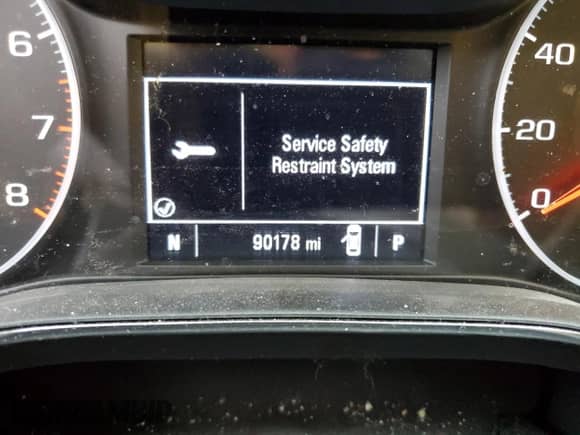 6
7
8
40
20
0
Service Safety
Restraint System
N 90178 mi P